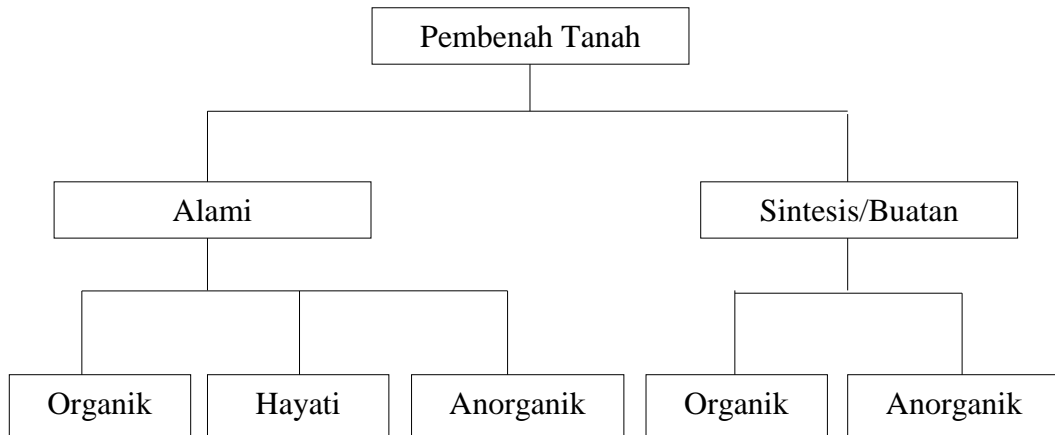 Pembenah Tanah
Alami
Sintesis/Buatan
Organik
Hayati
Anorganik
Organik
Anorganik